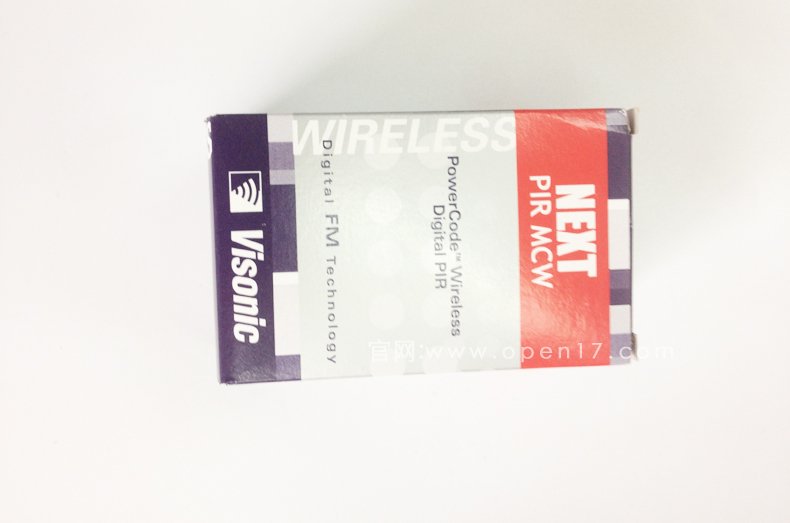 WIRELESS
NEXT
PIR MCW
PowerCode™ Wireless
Digital PIR
Digital FM Technology
Visonic
官网:www.open17.com